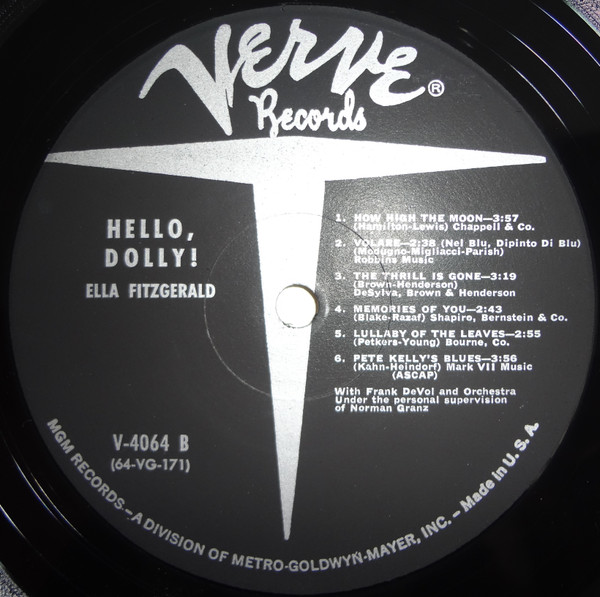 VERVE ®
Records
HELLO,
DOLLY!
ELLA FITZGERALD
1. HOW HIGH THE MOON—3:57
(Hamilton-Lewis) Chappell & Co.
2. VOLARE—2:38 (Nel Blu, Dipinto Di Blu)
(Modugno-Migliacci-Parish)
Robbins Music
3. THE THRILL IS GONE—3:19
(Brown-Henderson)
DeSylva, Brown & Henderson
4. MEMORIES OF YOU—2:43
(Blake-Razaf) Shapiro, Bernstein & Co.
5. LULLABY OF THE LEAVES—2:55
(Petkers-Young) Bourne, Co.
6. PETE KELLY'S BLUES—3:56
(Kahn-Heindorf) Mark VII Music
(ASCAP)
With Frank DeVol and Orchestra
Under the personal supervision
of Norman Granz
V-4064 B
(64-VG-171)
MGM RECORDS—A DIVISION OF METRO-GOLDWYN-MAYER, INC. – Made in U. S. A.